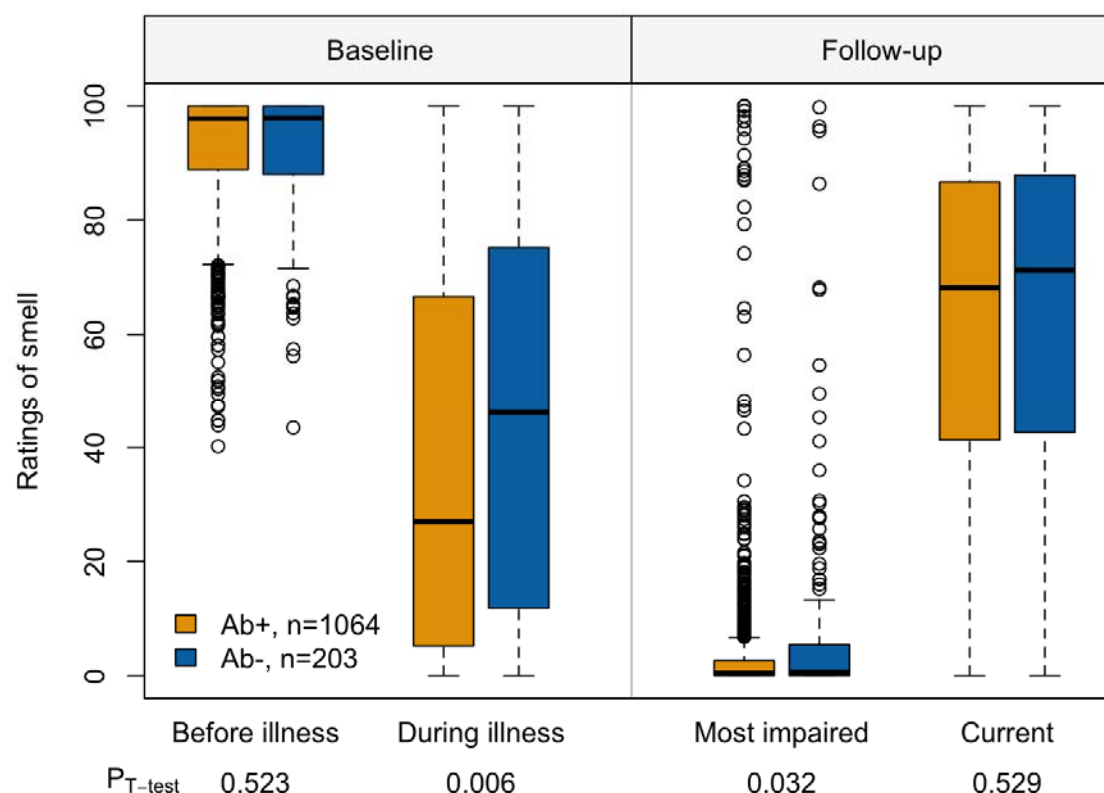 Baseline Follow-up
Ratings of smell
100
80
60
40
20
0
Ab+, n=1064
Ab-, n=203
Before illness During illness Most impaired Current
PT−test 0.523 0.006 0.032 0.529